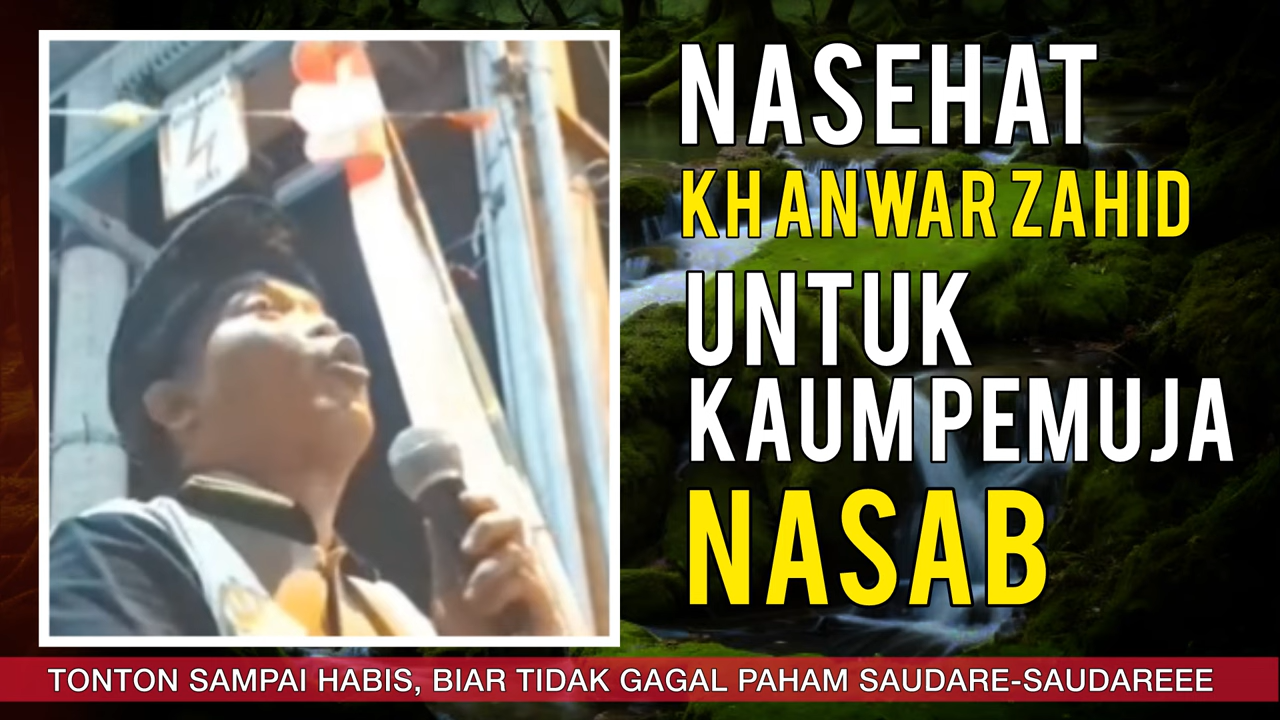 NASEHAT
KH ANWAR ZAHID
UNTUK
KAUM PEMUJA
NASAB
TONTON SAMPAI HABIS, BIAR TIDAK GAGAL PAHAM SAUDARE-SAUDAREEE